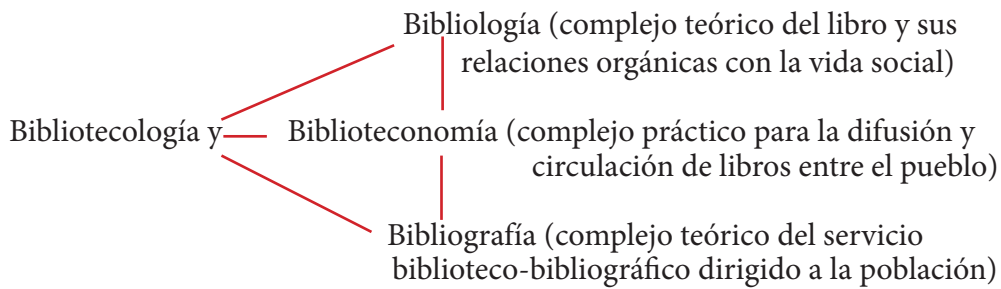 Bibliología (complejo teórico del libro y sus
relaciones orgánicas con la vida social)
Bibliotecología y
Biblioteconomía (complejo práctico para la difusión y
circulación de libros entre el pueblo)
Bibliografía (complejo teórico del servicio
biblioteco-bibliográfico dirigido a la población)